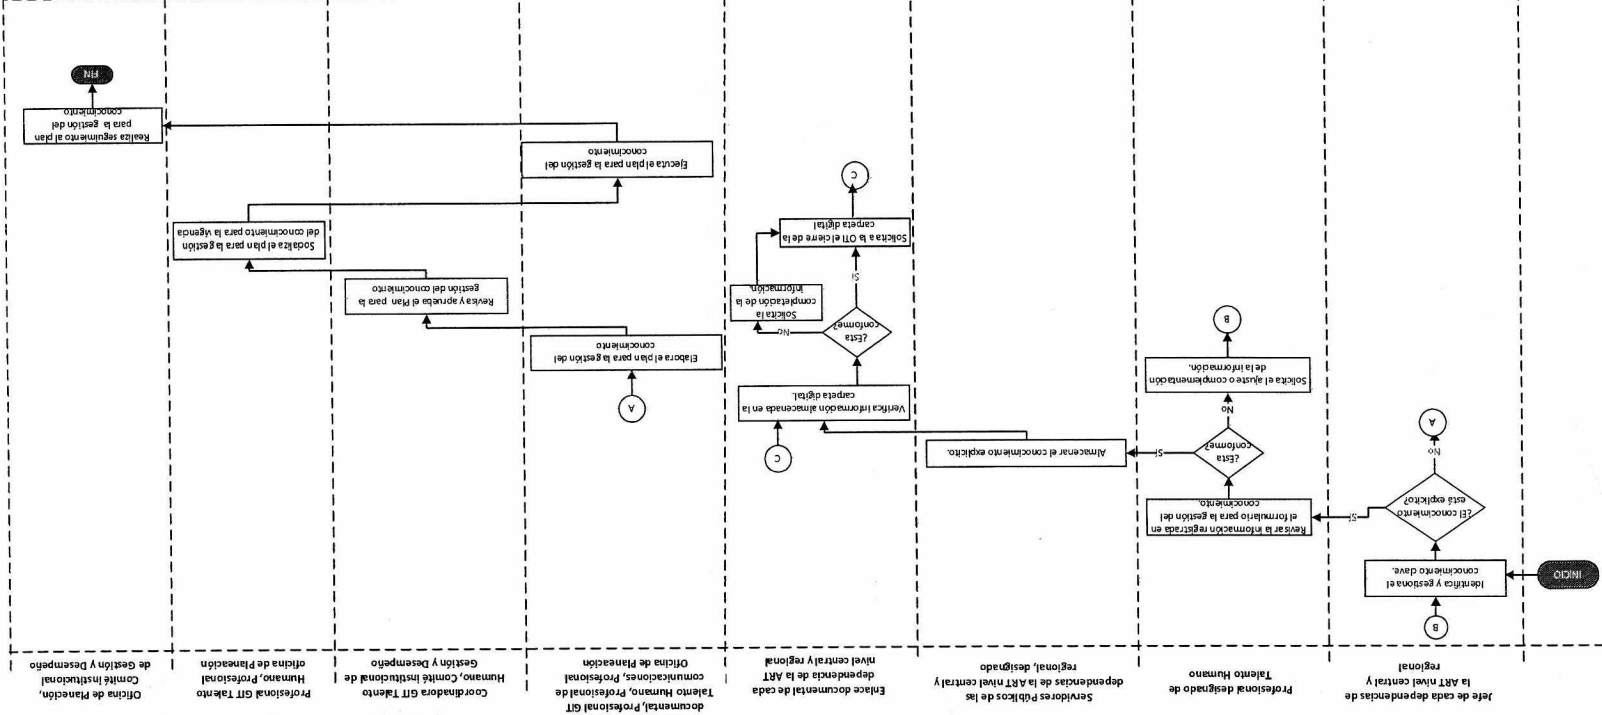 Jefe de cada dependencias de
la ART nivel central y
regional
Profesional designado de
Talento Humano
Servidores Públicos de las
dependencias de la ART nivel central y
regional, designado
Enlace documental de cada
dependencia de la ART
nivel central y regional
documental, Profesional GIT
Talento Humano, Profesional de
comunicaciones, Profesional
Oficina de Planeación
Coordinadora GIT Talento
Humano, Comité institucional de
Gestión y Desempeño
Profesional GIT Talento
Humano, Profesional
oficina de Planeación
Oficina de Planeación,
Comité institucional
de Gestión y Desempeño
INICIO
B
Identifica y gestiona el
conocimiento clave.
¿El conocimiento
está explícito?
Sí
No
A
Revisar la información registrada en
el formulario para la gestión del
conocimiento.
¿Esta
conforme?
Sí
No
Solicita el ajuste o complementación
de la información.
B
Almacenar el conocimiento explícito.
C
Verifica información almacenada en la
carpeta digital.
¿Esta
conforme?
No
Si
Solicita la
completación de la
información.
Solicita a la OTI el cierre de la
carpeta digital
C
A
Elabora el plan para la gestión del
conocimiento
Revisa y aprueba el Plan para la
gestión del conocimiento
Socializa el plan para la gestión
del conocimiento para la vigencia
Ejecuta el plan para la gestión del
conocimiento
Realiza seguimiento al plan
para la gestión del
conocimiento
FIN